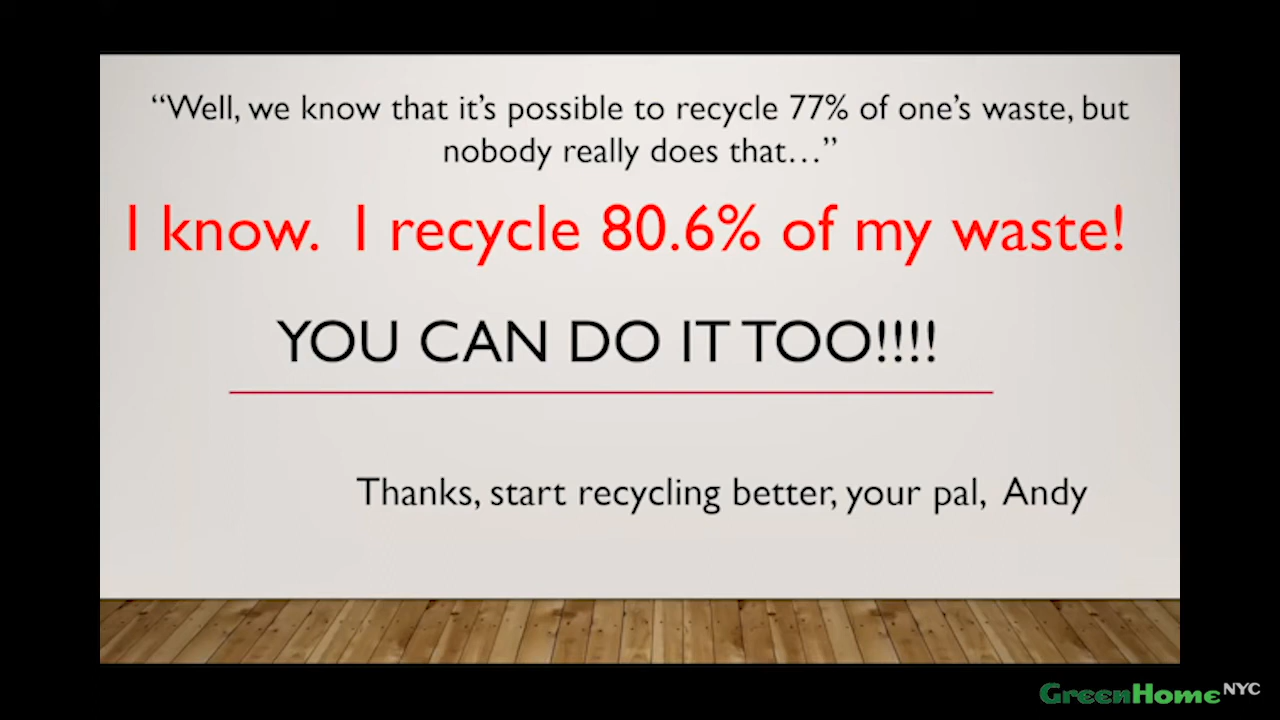 “Well, we know that it’s possible to recycle 77% of one’s waste, but
nobody really does that…”
I know.  I recycle 80.6% of my waste!
YOU CAN DO IT TOO!!!!
Thanks, start recycling better, your pal,  Andy
GreenHomeNYC